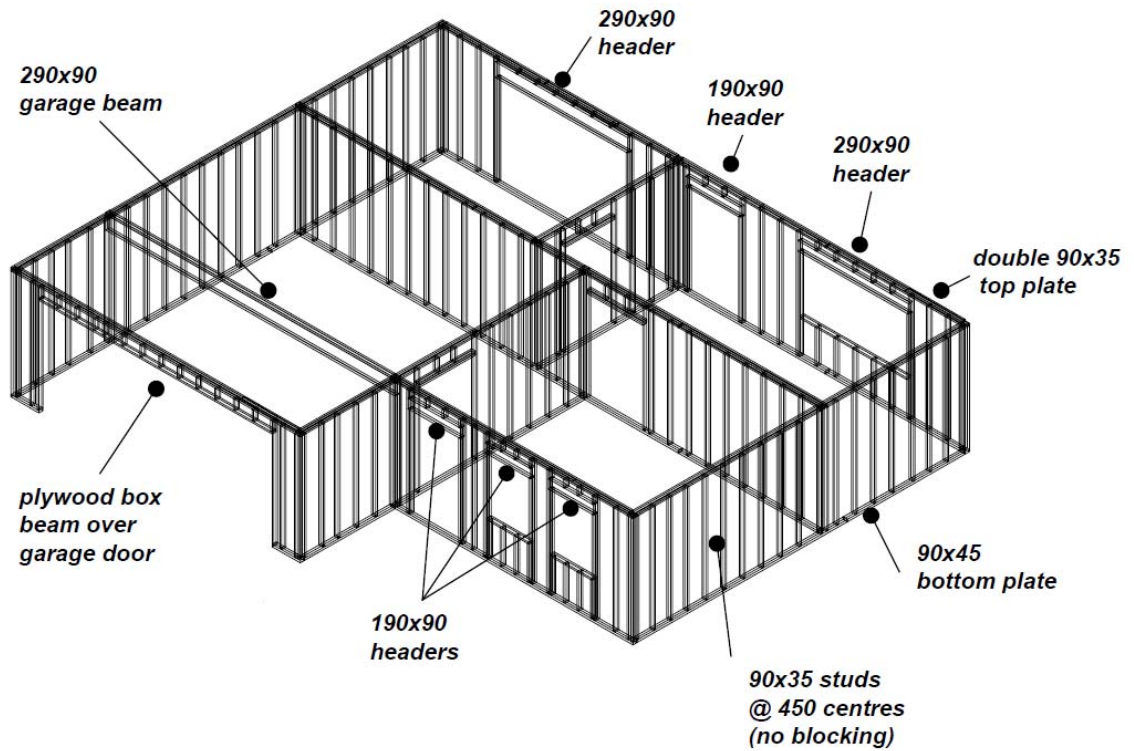 290x90
header
290x90
garage beam
190x90
header
290x90
header
double 90x35
top plate
plywood box
beam over
garage door
190x90
headers
90x45
bottom plate
90x35 studs
@ 450 centres
(no blocking)